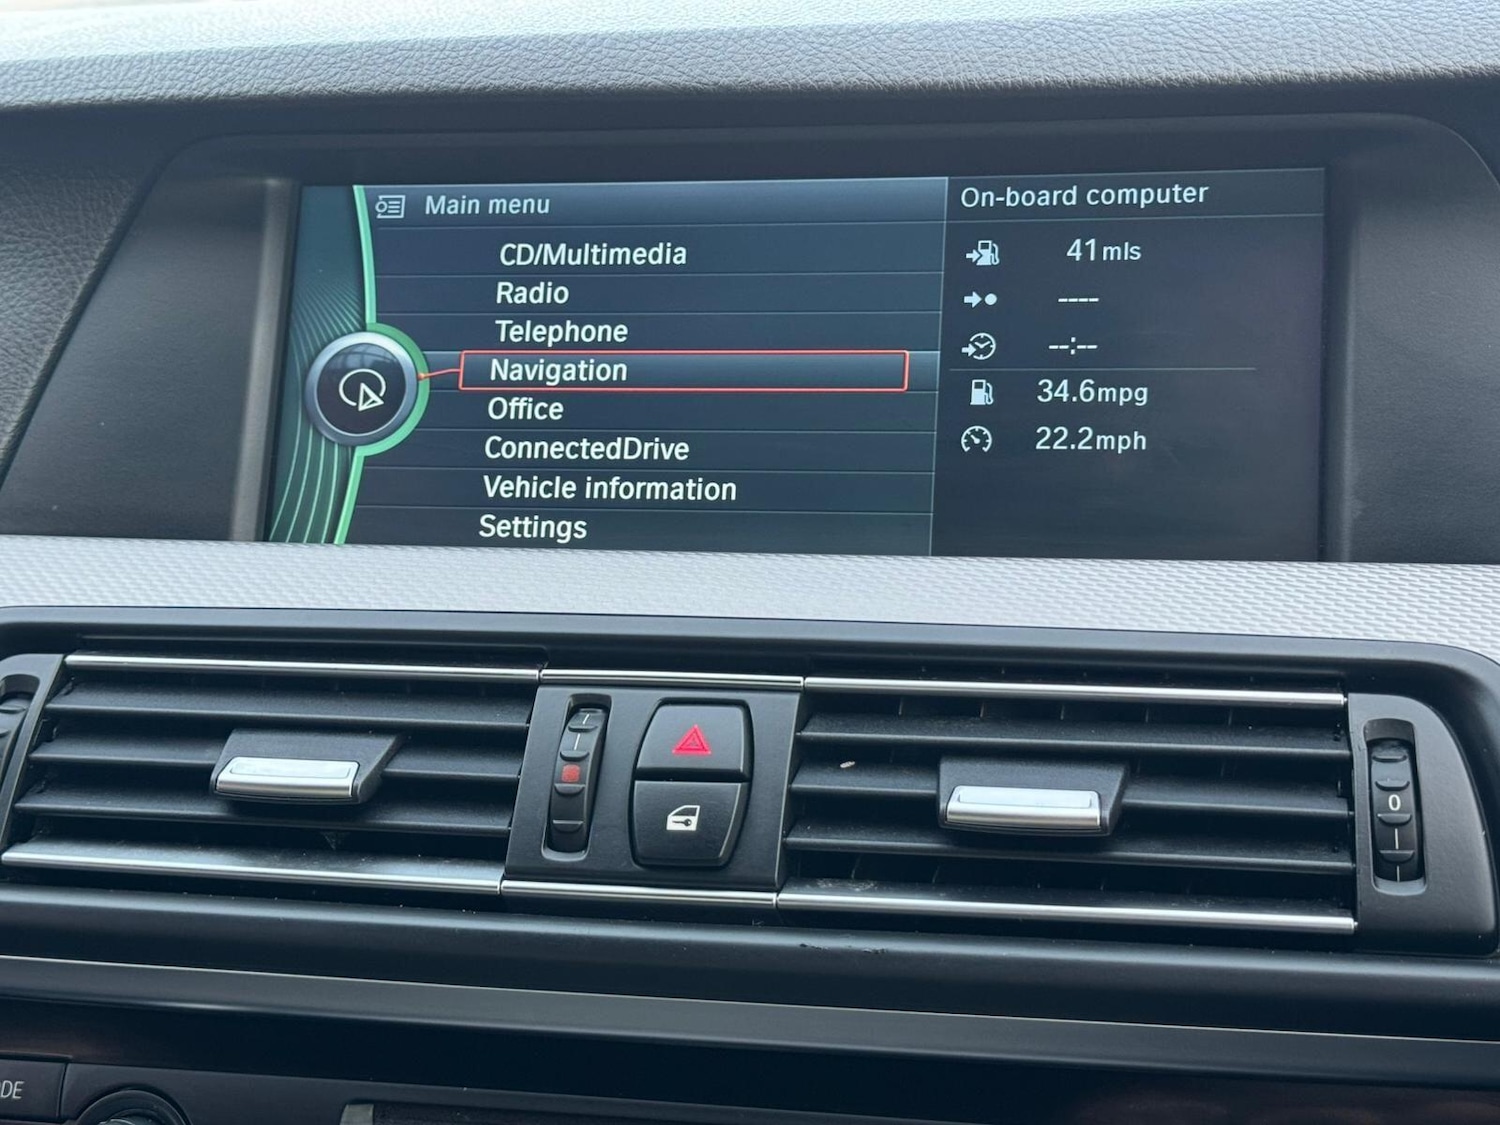 Main menu
CD/Multimedia
Radio
Telephone
Navigation
Office
ConnectedDrive
Vehicle information
Settings
On-board computer
41 mls
----
--:--
34.6mpg
22.2mph
0